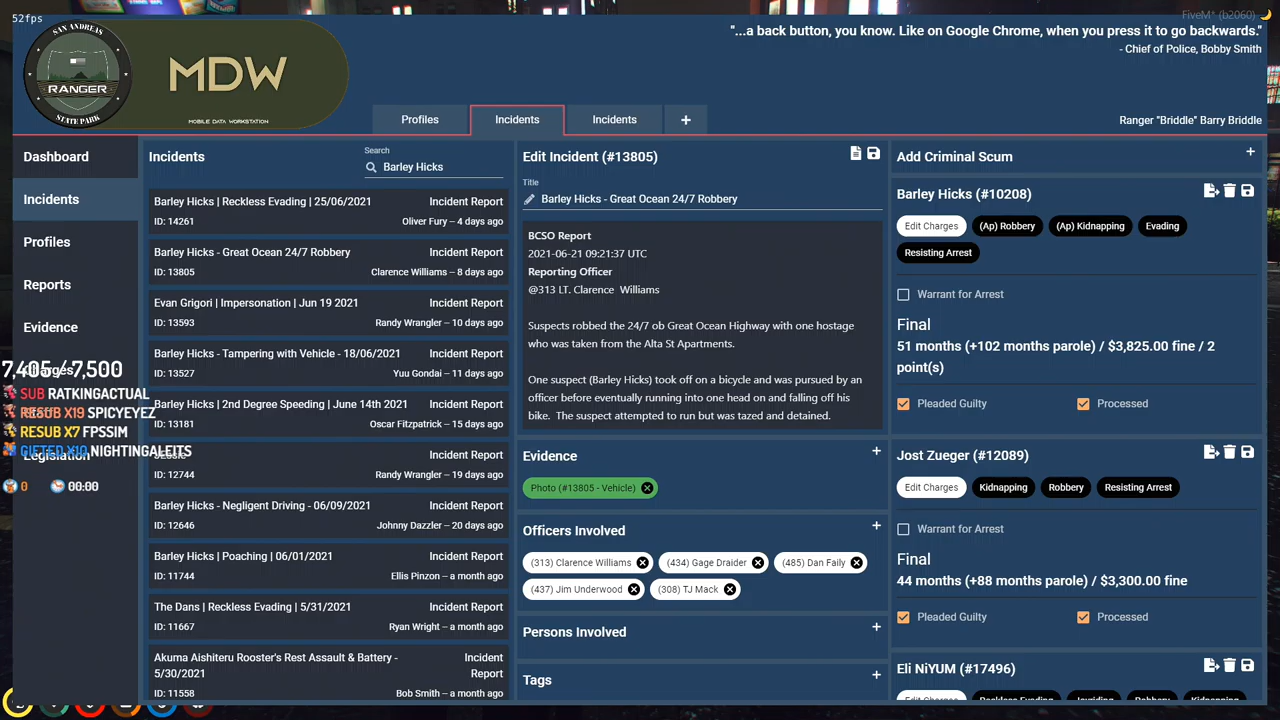 52fps
FiveM* (b2060)
"...a back button, you know. Like on Google Chrome, when you press it to go backwards."
- Chief of Police, Bobby Smith
SAN ANDREAS
RANGER
STATE PARK
MDW
MOBILE DATA WORKSTATION
Profiles
Incidents
Incidents
+
Ranger "Briddle" Barry Briddle
Dashboard
Incidents
Profiles
Reports
Evidence
Legislation
7,405 / 7,500
SUB RATKINGACTUAL
RESUB X19 SPICYEYEZ
RESUB X7 FPSSIM
GIFTED X10 NIGHTINGALEITS
0
00:00
Incidents
Search
Barley Hicks
Barley Hicks | Reckless Evading | 25/06/2021 Incident Report
ID: 14261 Oliver Fury – 4 days ago
Barley Hicks - Great Ocean 24/7 Robbery Incident Report
ID: 13805 Clarence Williams – 8 days ago
Evan Grigori | Impersonation | Jun 19 2021 Incident Report
ID: 13593 Randy Wrangler – 10 days ago
Barley Hicks - Tampering with Vehicle - 18/06/2021 Incident Report
ID: 13527 Yuu Gondai – 11 days ago
Barley Hicks | 2nd Degree Speeding | June 14th 2021 Incident Report
ID: 13181 Oscar Fitzpatrick – 15 days ago
Incident Report
ID: 12744 Randy Wrangler – 19 days ago
Barley Hicks - Negligent Driving - 06/09/2021 Incident Report
ID: 12646 Johnny Dazzler – 20 days ago
Barley Hicks | Poaching | 06/01/2021 Incident Report
ID: 11744 Ellis Pinzon – a month ago
The Dans | Reckless Evading | 5/31/2021 Incident Report
ID: 11667 Ryan Wright – a month ago
Akuma Aishiteru Rooster's Rest Assault & Battery - Incident
5/30/2021 Report
ID: 11558 Bob Smith – a month ago
Edit Incident (#13805)
Title
Barley Hicks - Great Ocean 24/7 Robbery
BCSO Report
2021-06-21 09:21:37 UTC
Reporting Officer
@313 LT. Clarence Williams
Suspects robbed the 24/7 ob Great Ocean Highway with one hostage
who was taken from the Alta St Apartments.
One suspect (Barley Hicks) took off on a bicycle and was pursued by an
officer before eventually running into one head on and falling off his
bike. The suspect attempted to run but was tazed and detained.
Evidence
Photo (#13805 - Vehicle)
Officers Involved
(313) Clarence Williams (434) Gage Draider (485) Dan Faily
(437) Jim Underwood (308) TJ Mack
Persons Involved
Tags
Add Criminal Scum
Barley Hicks (#10208)
Edit Charges (Ap) Robbery (Ap) Kidnapping Evading
Resisting Arrest
Warrant for Arrest
Final
51 months (+102 months parole) / $3,825.00 fine / 2
point(s)
Pleaded Guilty Processed
Jost Zueger (#12089)
Edit Charges Kidnapping Robbery Resisting Arrest
Warrant for Arrest
Final
44 months (+88 months parole) / $3,300.00 fine
Pleaded Guilty Processed
Eli NiYUM (#17496)
Edit Charges Reckless Evading Joyriding Robbery Kidnapping